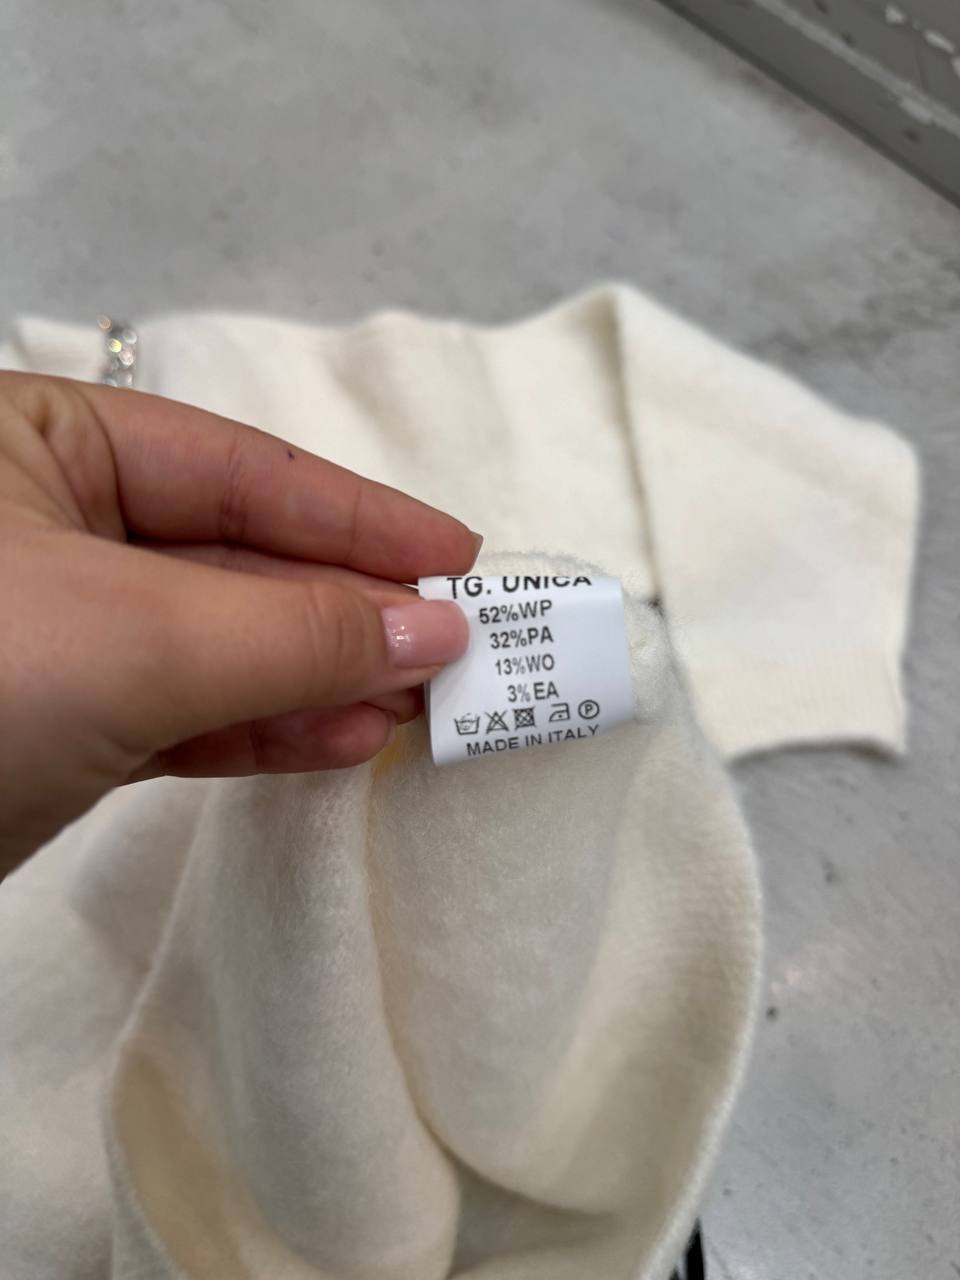 TG. UNICA
52%WP
32%PA
13%WO
3%EA
P
MADE IN ITALY